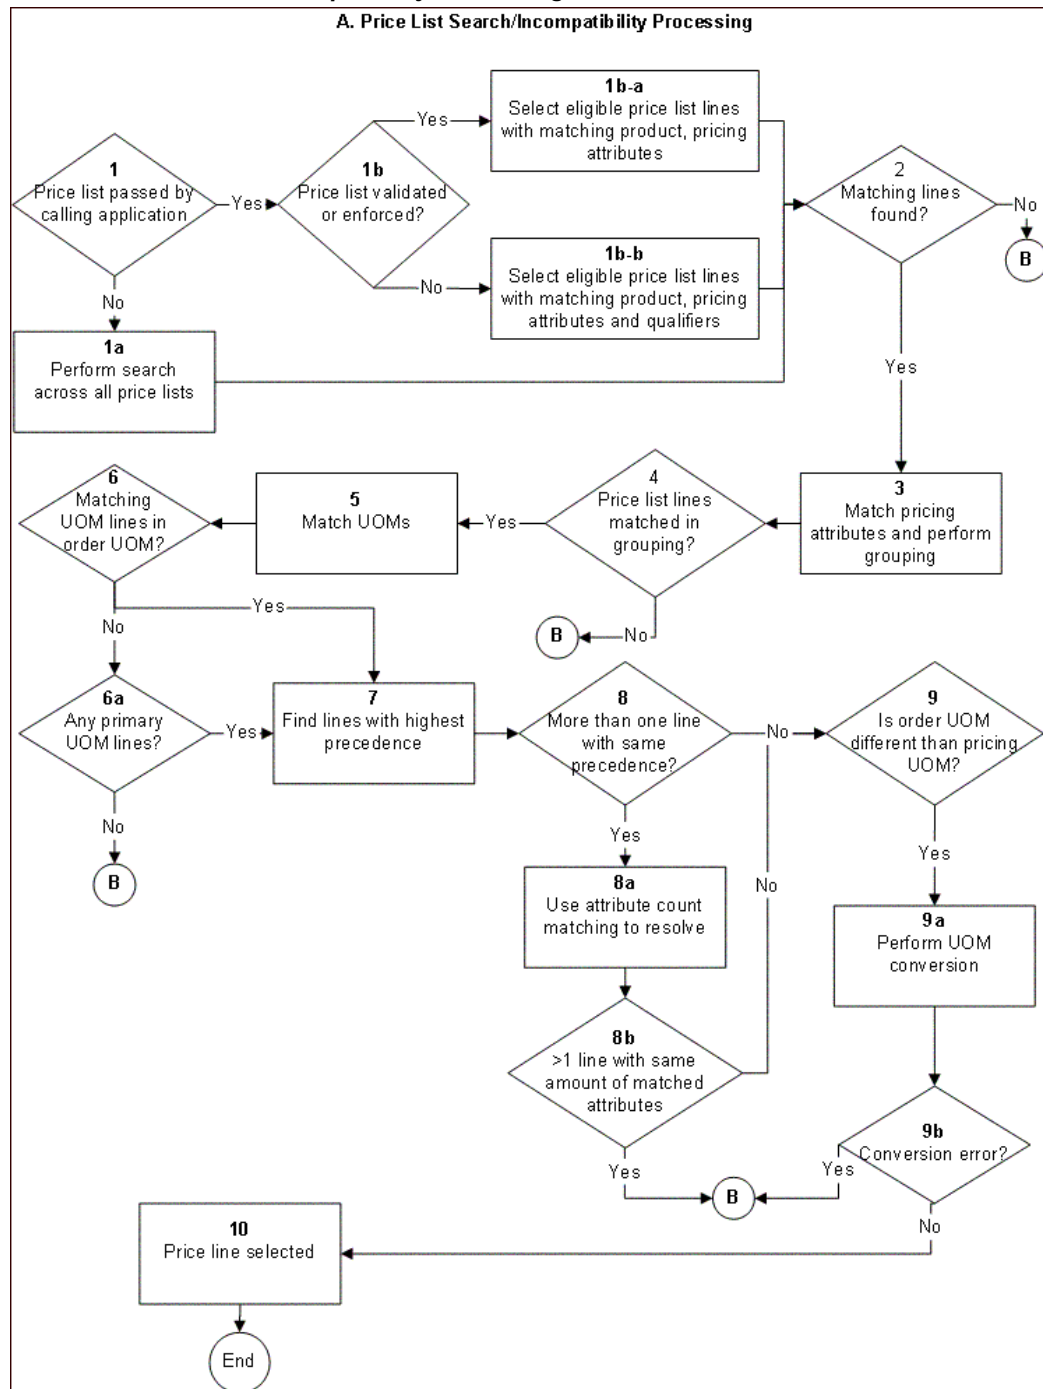 A. Price List Search/Incompatibility Processing
1
Price list passed by
calling application
Yes
No
1a
Perform search
across all price lists
1b
Price list validated
or enforced?
Yes
No
1b-a
Select eligible price list lines
with matching product, pricing
attributes
1b-b
Select eligible price list lines
with matching product, pricing
attributes and qualifiers
2
Matching lines
found?
No
B
Yes
3
Match pricing
attributes and perform
grouping
4
Price list lines
matched in
grouping?
Yes
No
B
5
Match UOMs
6
Matching
UOM lines in
order UOM?
Yes
No
6a
Any primary
UOM lines?
Yes
No
B
7
Find lines with highest
precedence
8
More than one line
with same
precedence?
No
Yes
8a
Use attribute count
matching to resolve
8b
>1 line with same
amount of matched
attributes
No
Yes
B
9
Is order UOM
different than pricing
UOM?
Yes
9a
Perform UOM
conversion
9b
Conversion error?
Yes
No
10
Price line selected
End